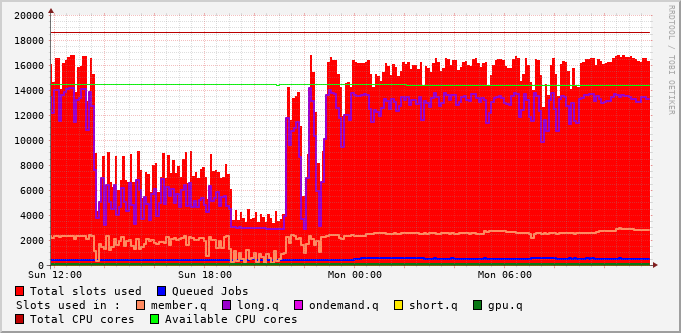 20000
18000
16000
14000
12000
10000
8000
6000
4000
2000
0
Sun 12:00 Sun 18:00 Mon 00:00 Mon 06:00
Total slots used Queued Jobs
Slots used in : member.q long.q ondemand.q short.q gpu.q
Total CPU cores Available CPU cores
RRDTOOL / TOBI OETIKER